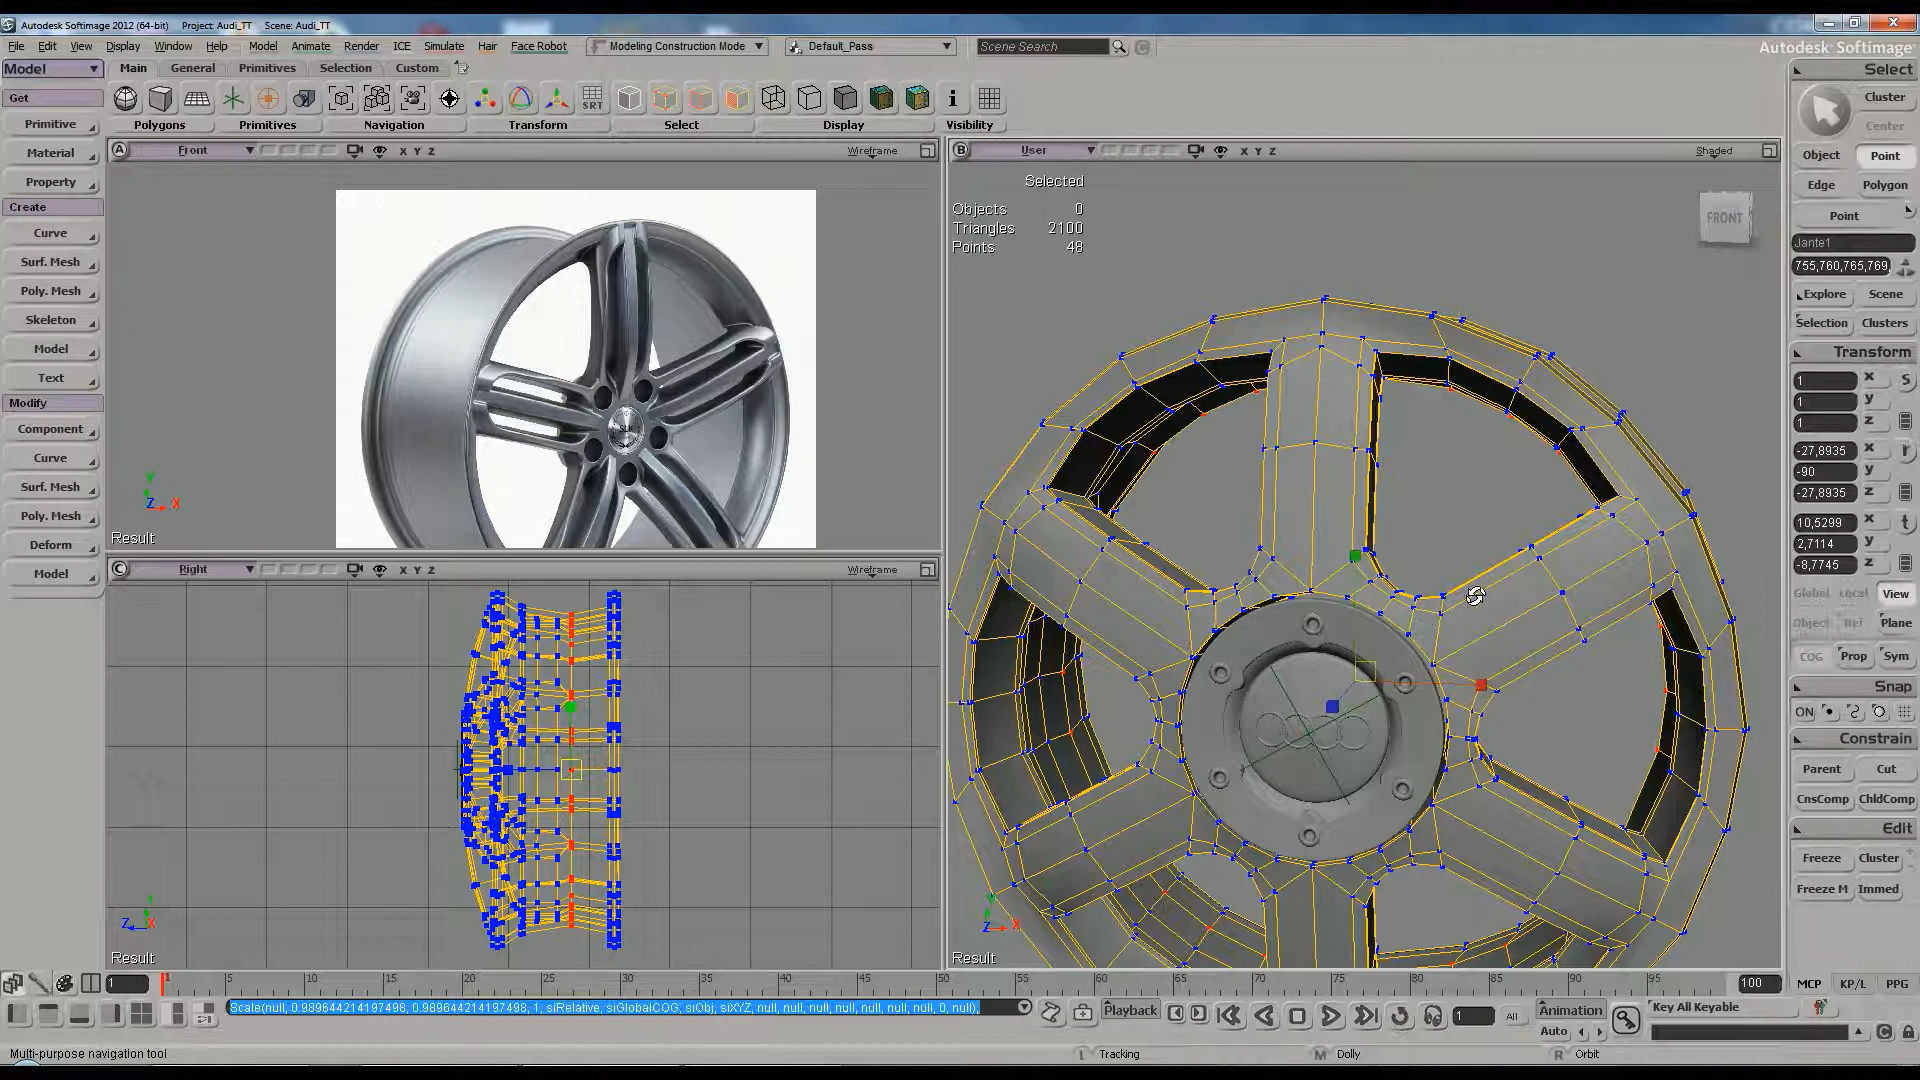 Autodesk Softimage 2012 (64-bit)    Project: Audi_TT    Scene: Audi_TT
File Edit View Display Window Help Model Animate Render ICE Simulate Hair Face Robot Modeling Construction Mode Default_Pass Scene Search
Autodesk Softimage
Model Main General Primitives Selection Custom
Select
Get
Cluster
SRT
Center
Primitive Polygons Primitives Navigation Transform Select Display Visibility
Material A Front X Y Z Wireframe B User X Y Z Shaded
Object Point
Property
Selected
Edge Polygon
Create
Objects 0
FRONT
Point
Curve
Triangles 2100
Points 48
Jante1
Surf. Mesh
755,760,765,769,
Poly. Mesh
Explore Scene
Skeleton
Selection Clusters
Model
Transform
Text
1 x S
Modify
1 y
Component
1 z
Curve
-27,8935 x r
-90 y
Surf. Mesh
-27,8935 z
Poly. Mesh
Z X
10,5299 x t
Result
2,7114 y
Deform
-8,7745 z
Model C Right X Y Z Wireframe
Global Local View
Object Ref Plane
COG Prop Sym
Snap
ON
Constrain
Parent Cut
CnsComp ChldComp
Edit
Freeze Cluster
Freeze M Immed
Z X
Z X
Result
Result
1 1 5 10 15 20 25 30 35 40 45 50 55 60 65 70 75 80 85 90 95 100 MCP KP/L PPG
Scale(null, 0.989644214197498, 0.989644214197498, 1, siRelative, siGlobalCOG, siObj, siXYZ, null, null, null, null, null, null, null, 0, null);
Playback 1 All Animation Key All Keyable
Auto
Multi-purpose navigation tool L Tracking M Dolly R Orbit